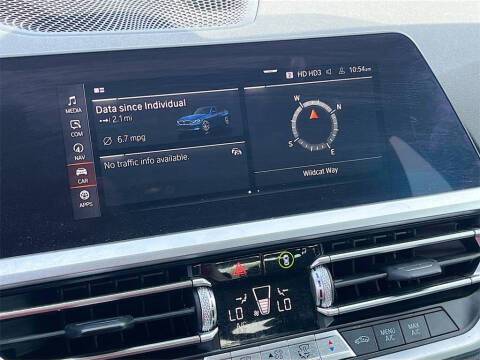 HD HD3 10:54am
MEDIA
COM
NAV
CAR
APPS
Data since Individual
2.1 mi
6.7 mpg
No traffic info available.
W N
S E
Wildcat Way
LO LO
A/C
MENU A/C
MAX A/C